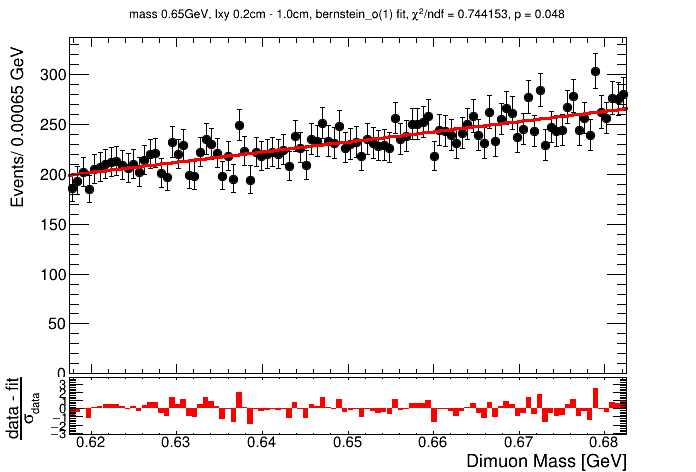 mass 0.65GeV, lxy 0.2cm - 1.0cm, bernstein_o(1) fit, χ²/ndf = 0.744153, p = 0.048
Events/ 0.00065 GeV
300
250
200
150
100
50
0
data - fit
σdata
3
2
1
0
−1
−2
−3
0.62 0.63 0.64 0.65 0.66 0.67 0.68
Dimuon Mass [GeV]